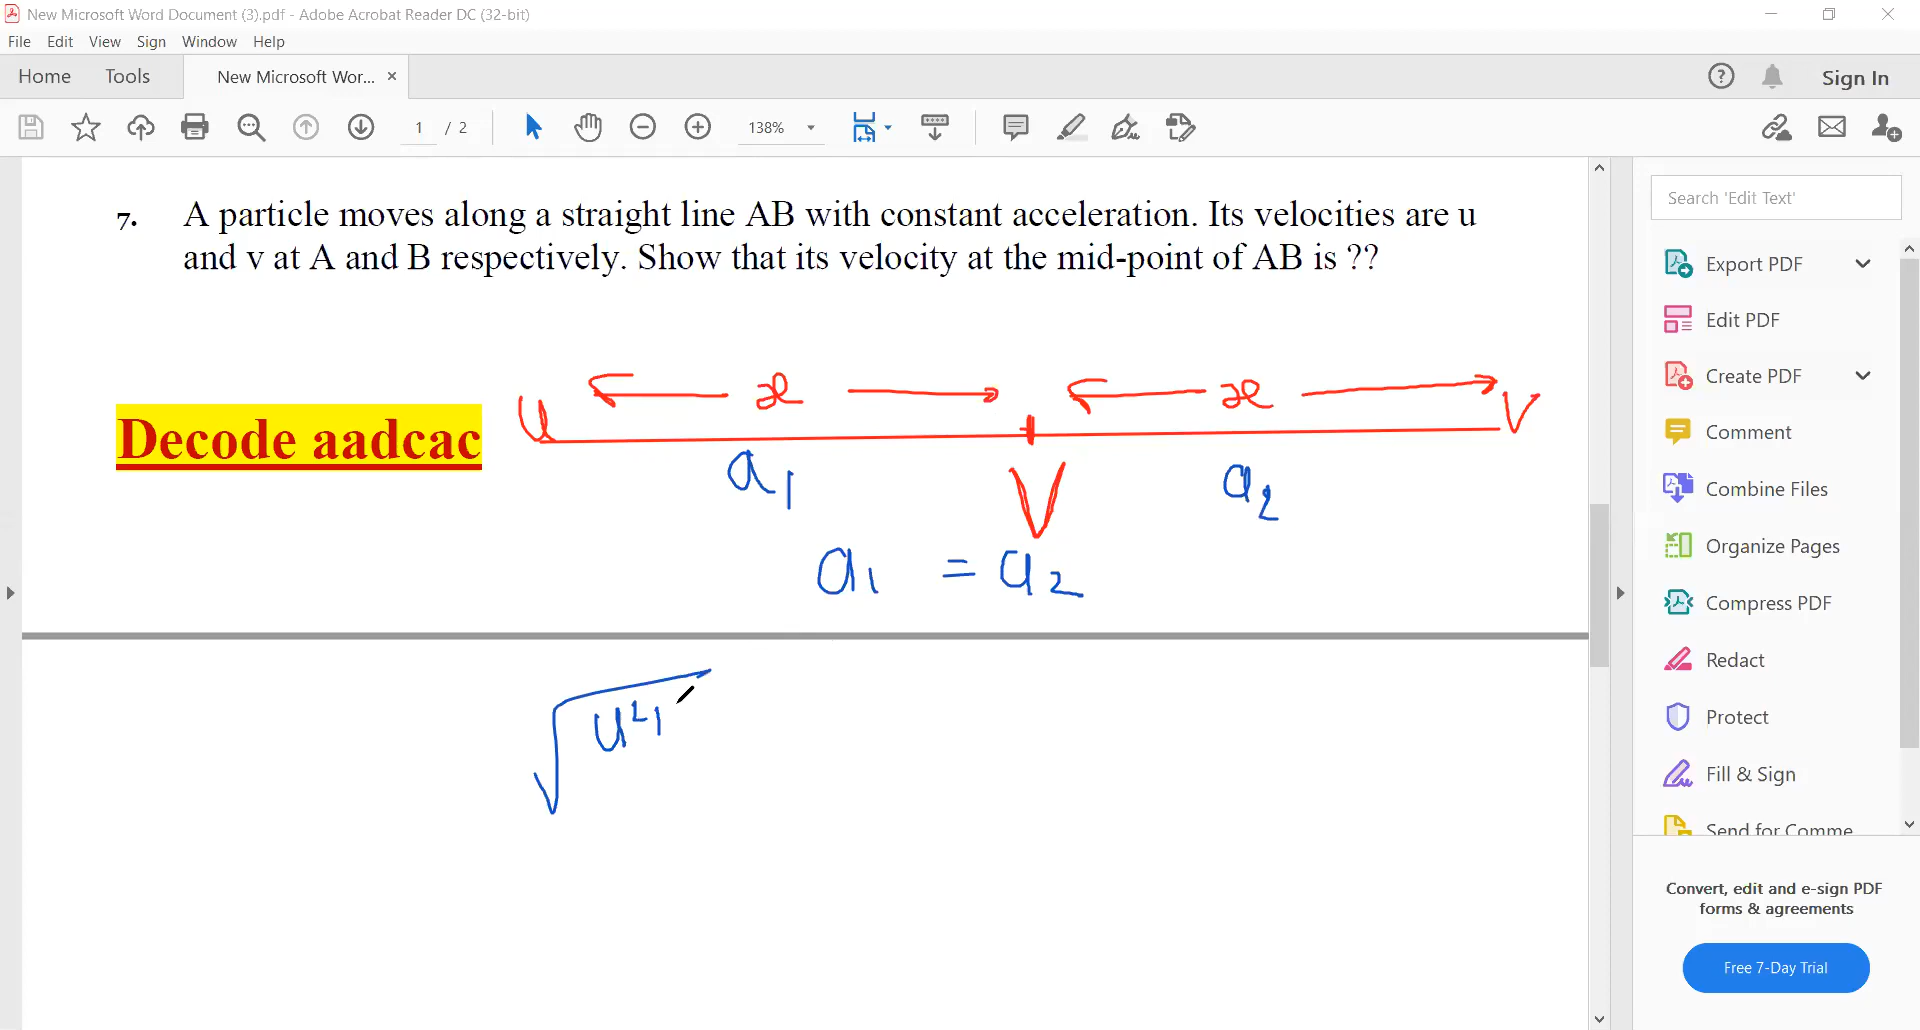 New Microsoft Word Document (3).pdf - Adobe Acrobat Reader DC (32-bit)
File Edit View Sign Window Help
Home Tools New Microsoft Wor... × ? Sign In
1 / 2 138%
7. A particle moves along a straight line AB with constant acceleration. Its velocities are u
and v at A and B respectively. Show that its velocity at the mid-point of AB is ??
x x
u V
Decode aadcac
a1 V a2
a1 = a2
√u²
Search 'Edit Text'
Export PDF
Edit PDF
Create PDF
Comment
Combine Files
Organize Pages
Compress PDF
Redact
Protect
Fill & Sign
Send for Comme
Convert, edit and e-sign PDF
forms & agreements
Free 7-Day Trial